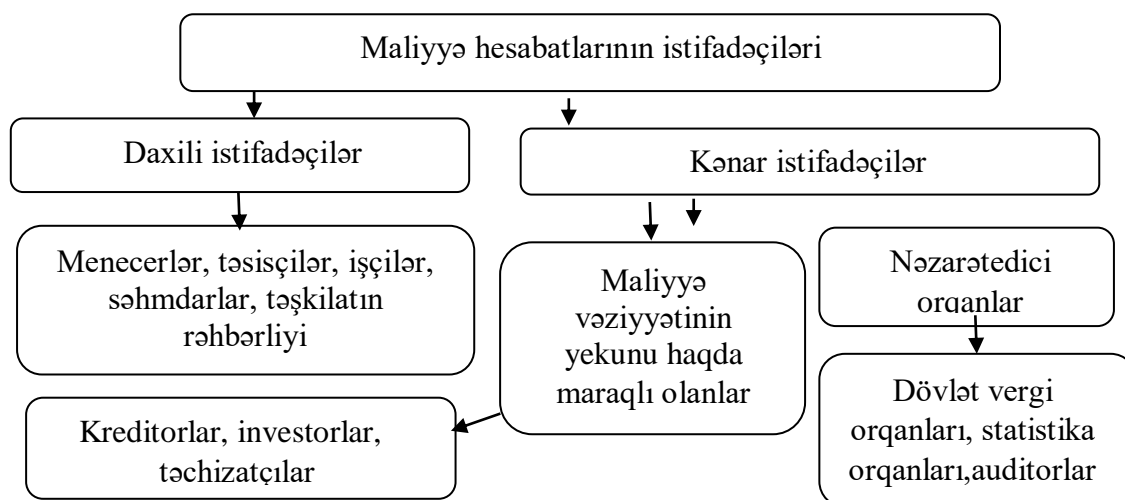 Maliyyə hesabatlarının istifadəçiləri
Daxili istifadəçilər
Kənar istifadəçilər
Menecerlər, təsisçilər, işçilər,
səhmdarlar, təşkilatın
rəhbərliyi
Maliyyə
vəziyyətinin
yekunu haqda
maraqlı olanlar
Nəzarətedici
orqanlar
Kreditorlar, investorlar,
təchizatçılar
Dövlət vergi
orqanları, statistika
orqanları,auditorlar